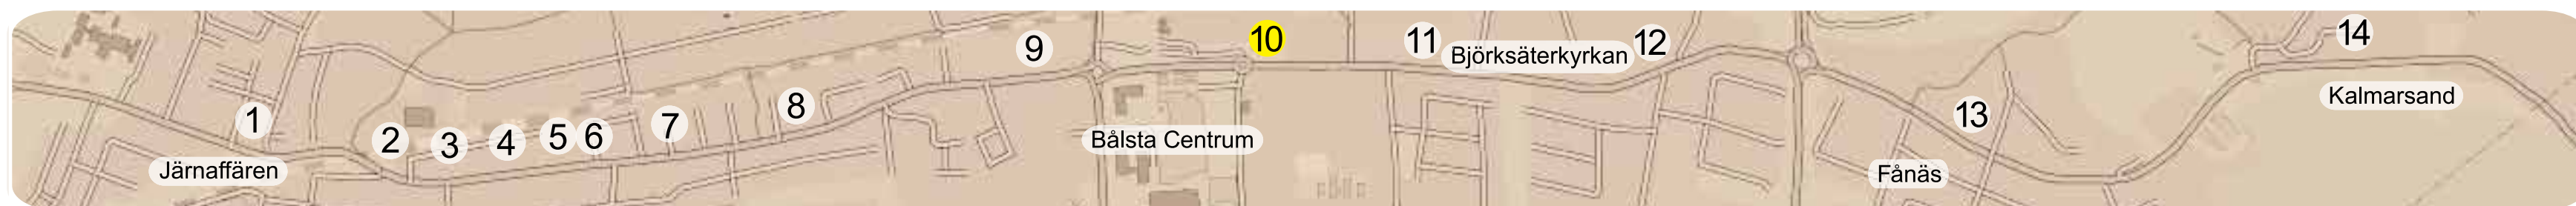 1
2
3
4
5
6
7
8
9
10
11
12
13
14
Järnaffären
Bålsta Centrum
Björksäterkyrkan
Fånäs
Kalmarsand